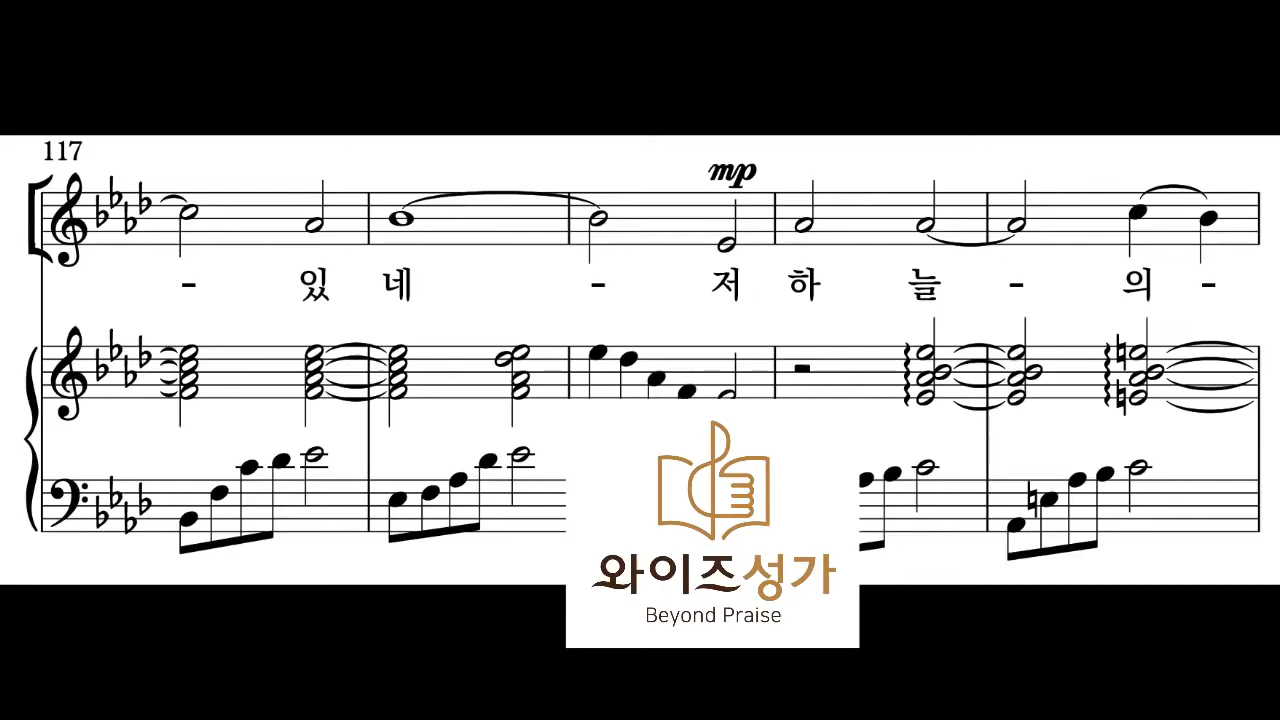 117
mp
- 있 네 - 저 하 늘 - 의 -
와이즈성가
Beyond Praise